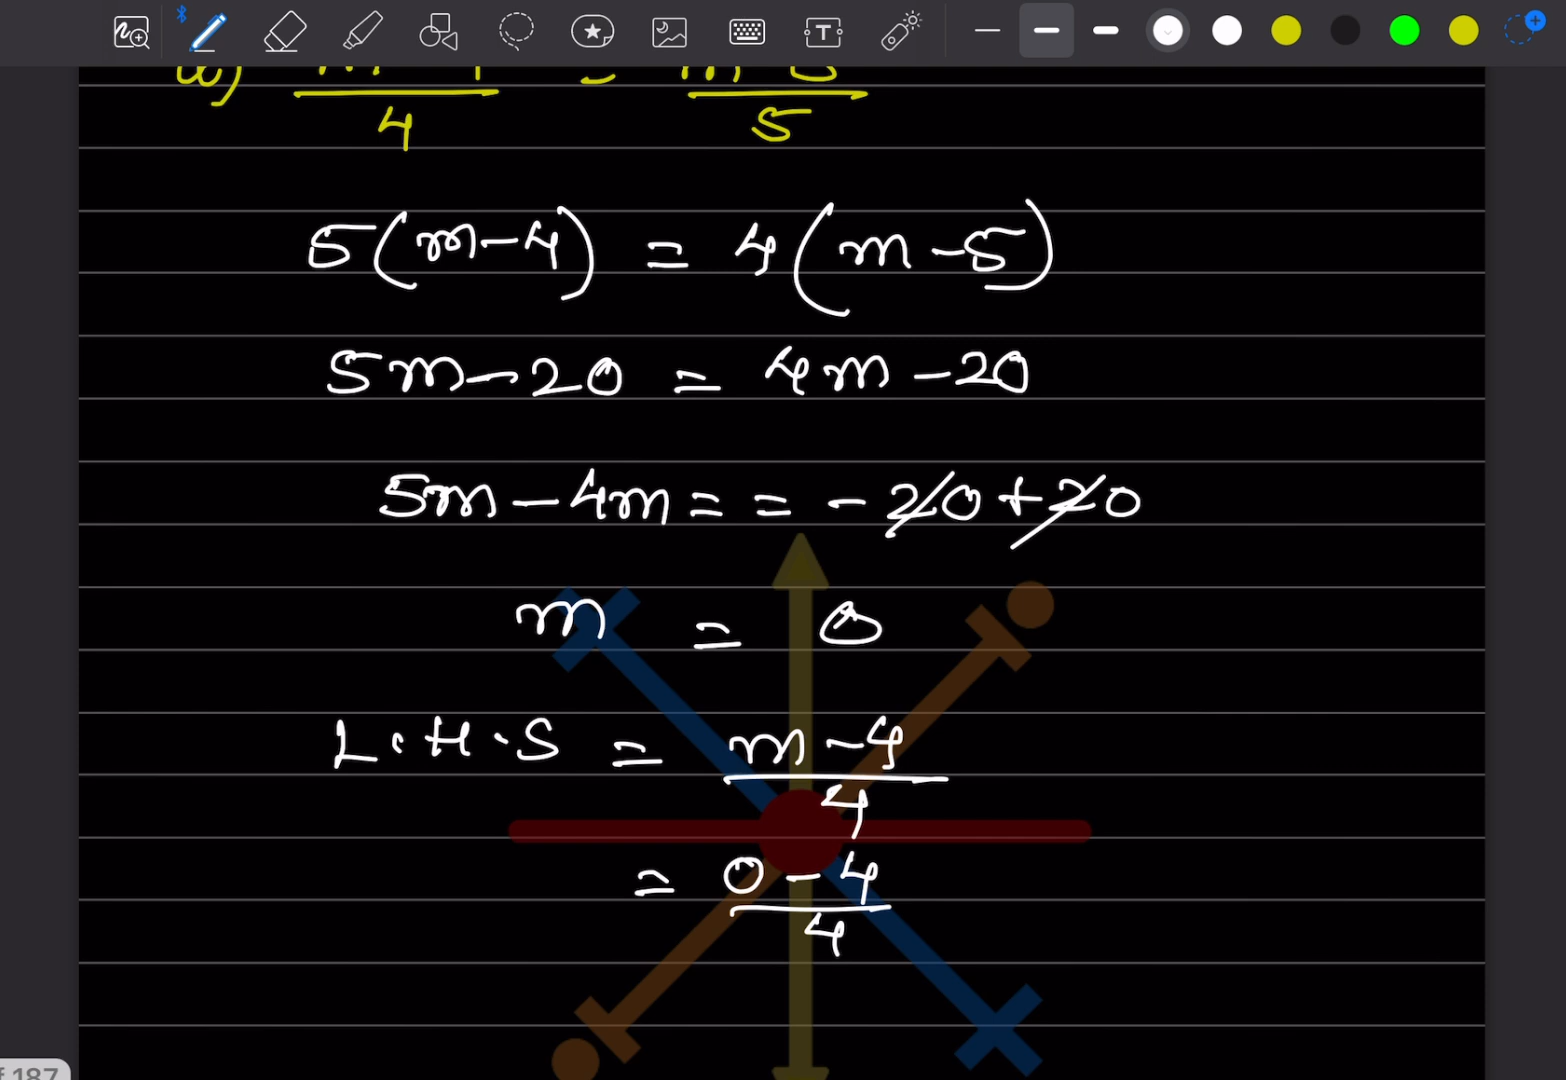 4 5
5(m-4) = 4(m-5)
5m-20 = 4m-20
5m-4m = = -20+20
m = 0
L.H.S = m-4
4
= 0-4
4